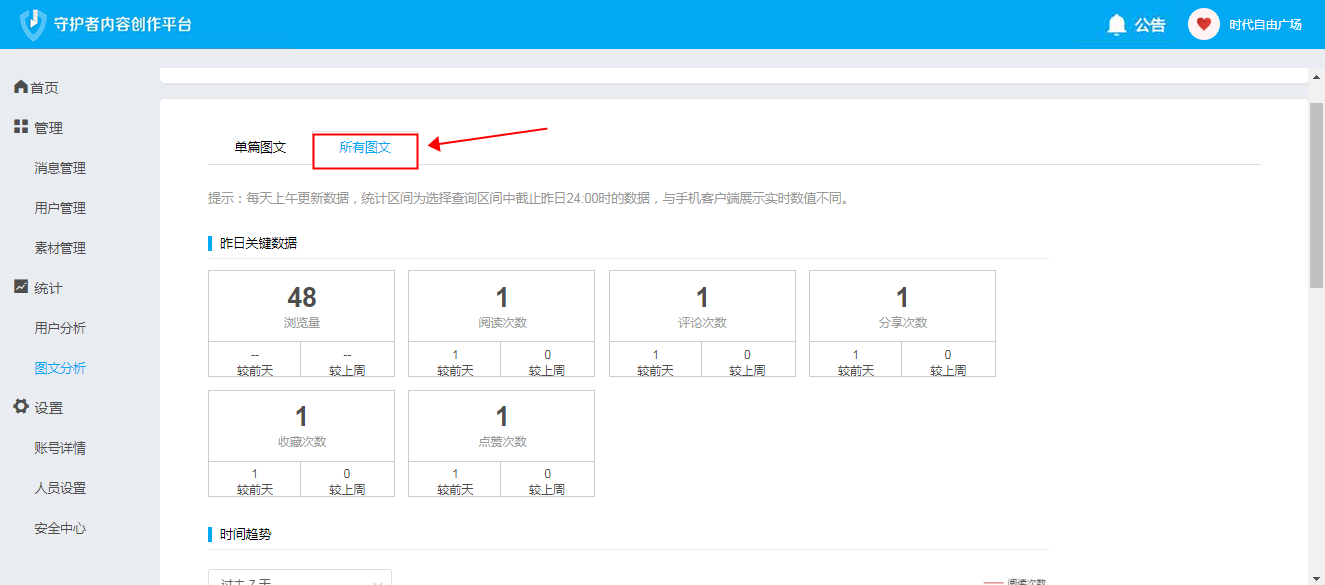 守护者内容创作平台
公告
时代自由广场
首页
管理
消息管理
用户管理
素材管理
统计
用户分析
图文分析
设置
账号详情
人员设置
安全中心
单篇图文
所有图文
提示：每天上午更新数据，统计区间为选择查询区间中截止昨日24:00时的数据，与手机客户端展示实时数值不同。
昨日关键数据
48
浏览量
--
较前天
--
较上周
1
阅读次数
1
较前天
0
较上周
1
评论次数
1
较前天
0
较上周
1
分享次数
1
较前天
0
较上周
1
收藏次数
1
较前天
0
较上周
1
点赞次数
1
较前天
0
较上周
时间趋势
过去 7 天
阅读次数